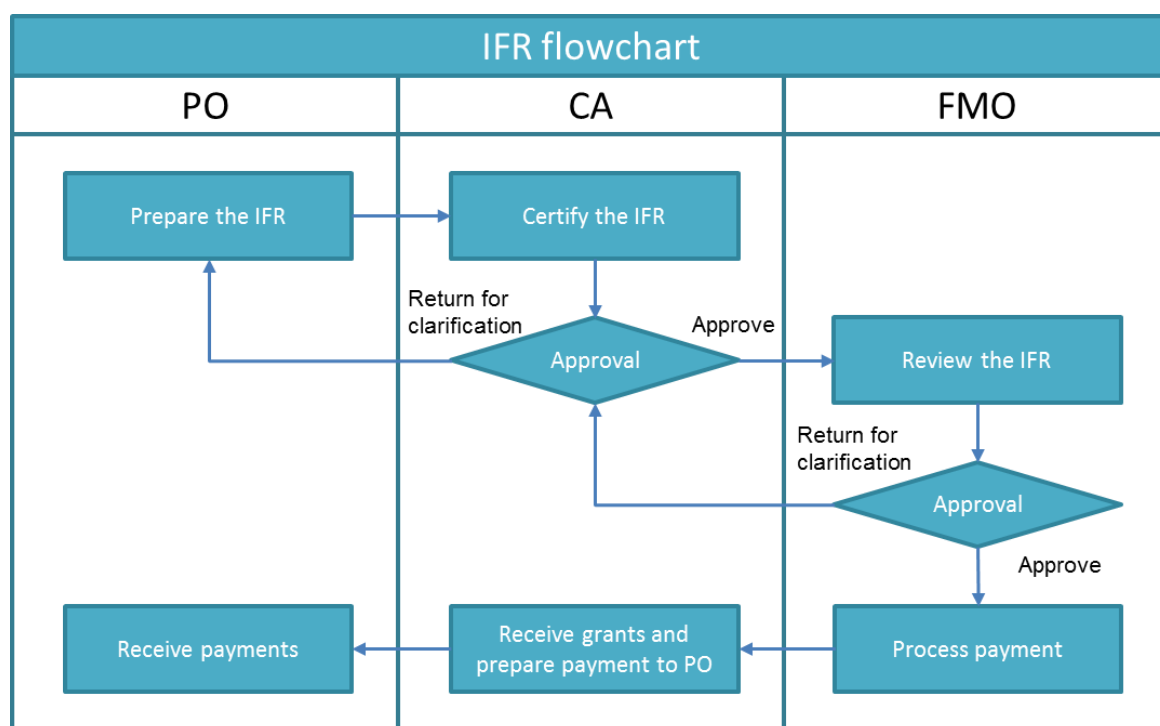 IFR flowchart
PO
CA
FMO
Prepare the IFR
Certify the IFR
Return for
clarification
Approve
Approval
Review the IFR
Return for
clarification
Approval
Approve
Receive payments
Receive grants and
prepare payment to PO
Process payment